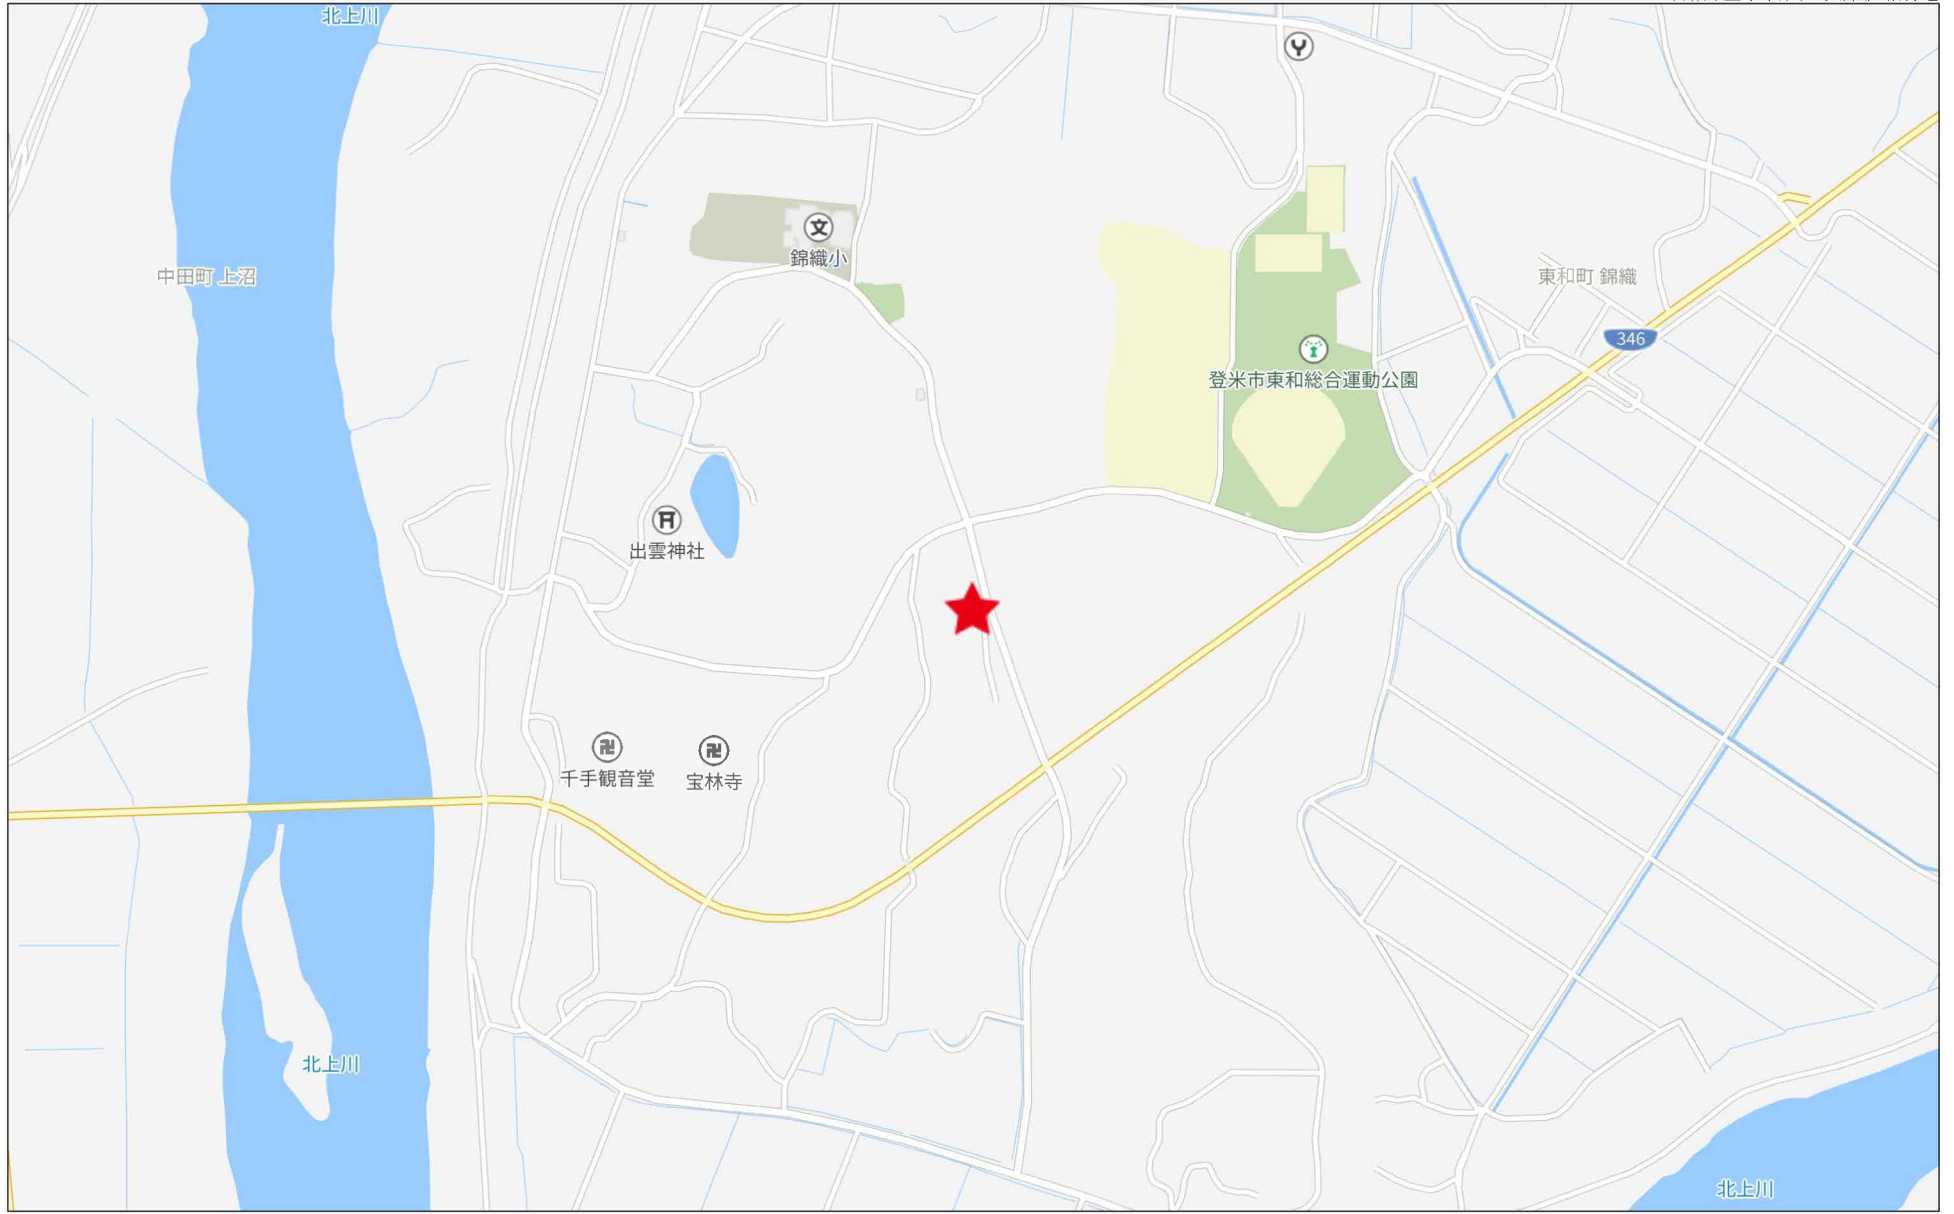 北上川
文
錦織小
中田町 上沼
東和町 錦織
346
登米市東和総合運動公園
出雲神社
千手観音堂
宝林寺
北上川
北上川